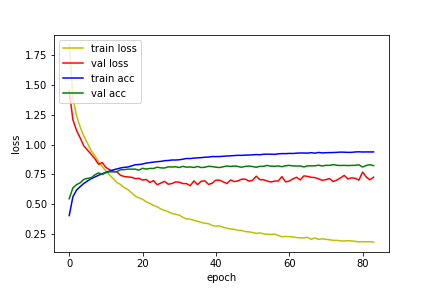 train loss
val loss
train acc
val acc
1.75
1.50
1.25
1.00
0.75
0.50
0.25
loss
0 20 40 60 80
epoch